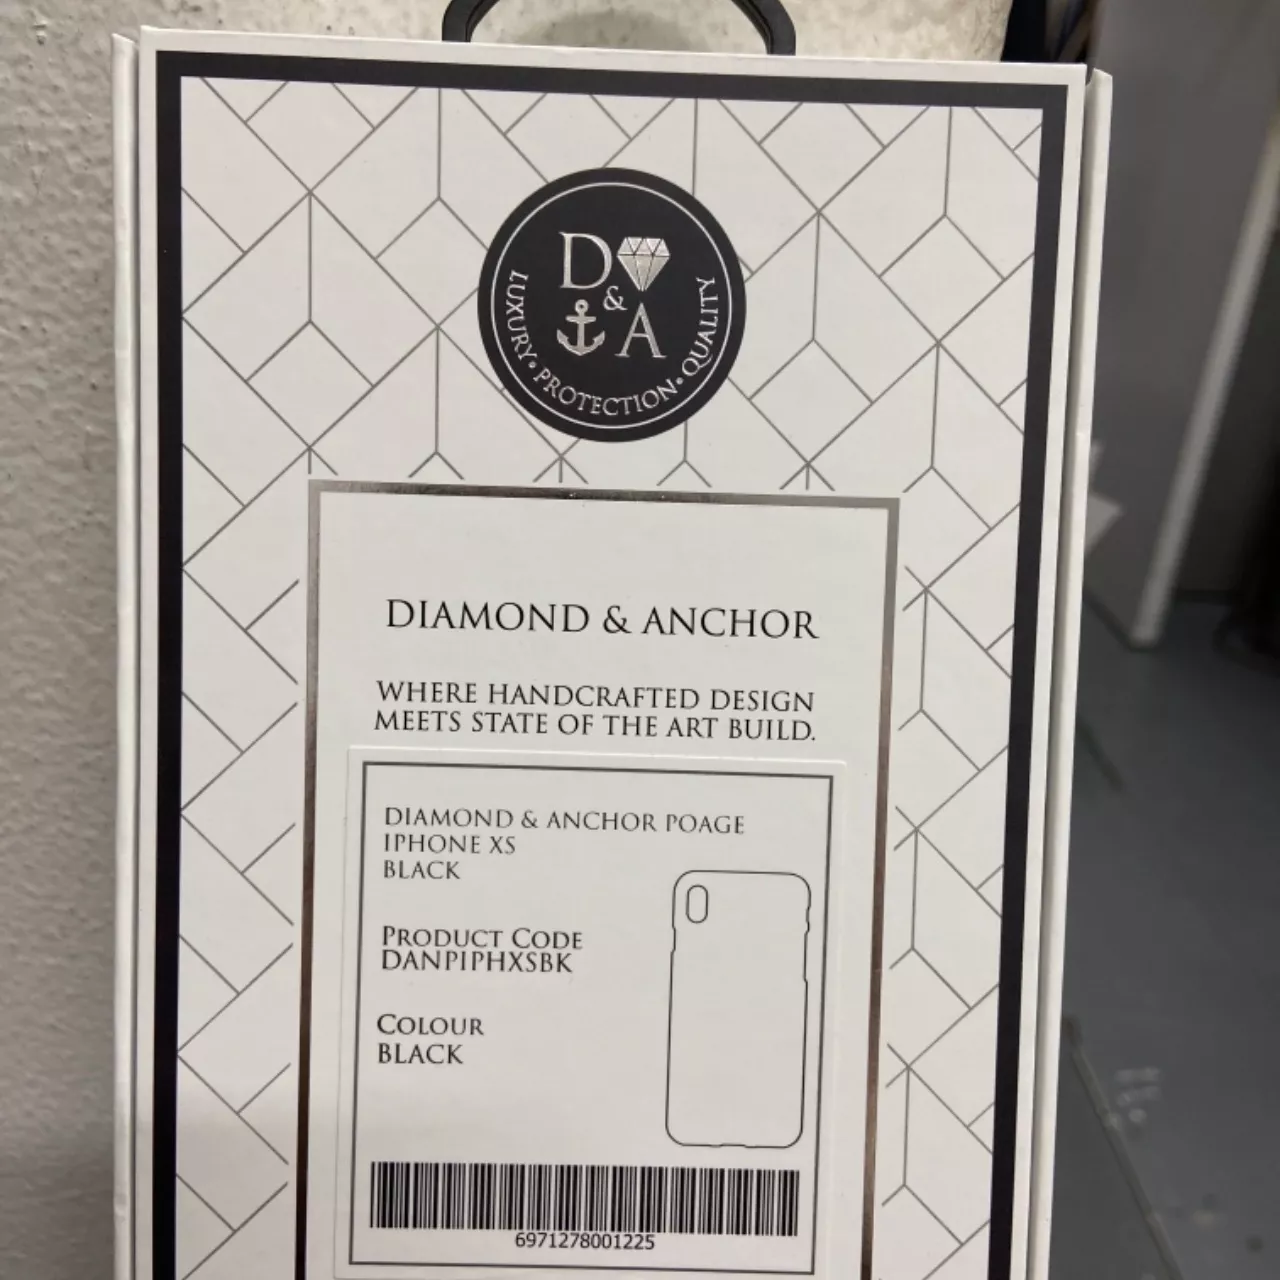 D
&
A
LUXURY • PROTECTION • QUALITY
DIAMOND & ANCHOR
WHERE HANDCRAFTED DESIGN
MEETS STATE OF THE ART BUILD.
DIAMOND & ANCHOR POAGE
IPHONE XS
BLACK
PRODUCT CODE
DANPIPHXSBK
COLOUR
BLACK
6971278001225